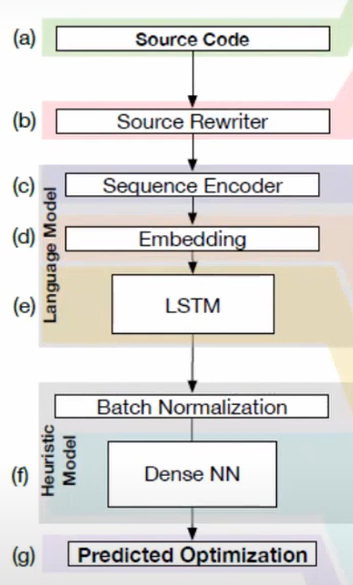 (a)
Source Code
(b)
Source Rewriter
Language Model
(c)
Sequence Encoder
(d)
Embedding
(e)
LSTM
Heuristic
Model
Batch Normalization
(f)
Dense NN
(g)
Predicted Optimization